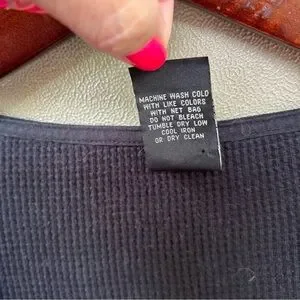 MACHINE WASH COLD
WITH LIKE COLORS
WITH NET BAG
DO NOT BLEACH
TUMBLE DRY LOW
COOL IRON
OR DRY CLEAN